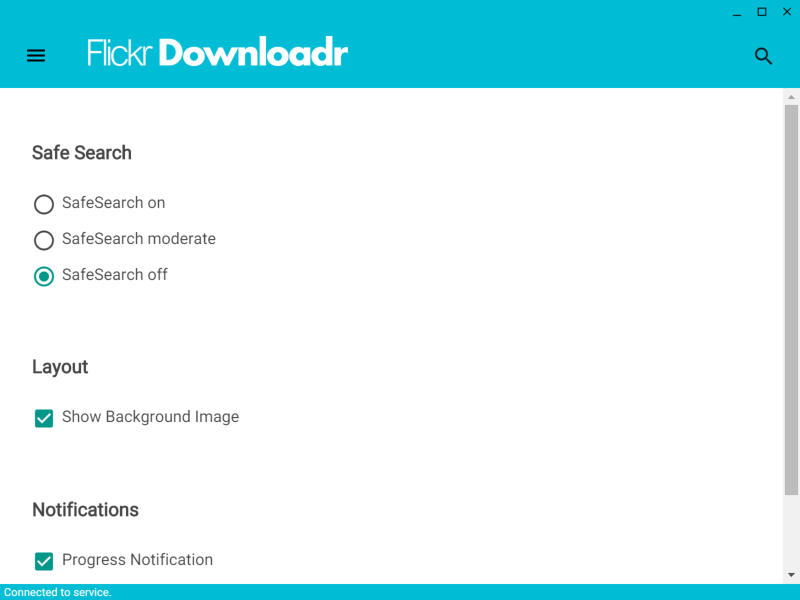 Flickr Downloadr
Safe Search
SafeSearch on
SafeSearch moderate
SafeSearch off
Layout
Show Background Image
Notifications
Progress Notification
Connected to service.